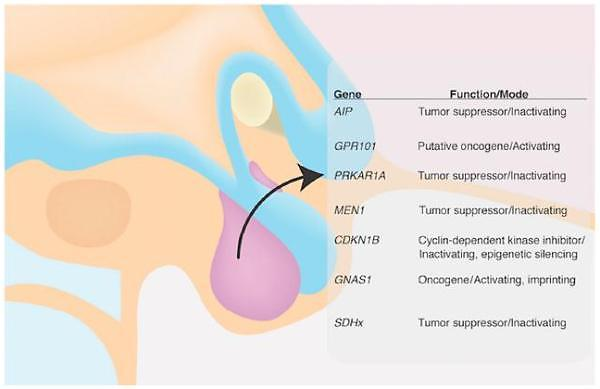 Gene Function/Mode
AIP Tumor suppressor/Inactivating
GPR101 Putative oncogene/Activating
PRKAR1A Tumor suppressor/Inactivating
MEN1 Tumor suppressor/Inactivating
CDKN1B Cyclin-dependent kinase inhibitor/
Inactivating, epigenetic silencing
GNAS1 Oncogene/Activating, imprinting
SDHx Tumor suppressor/Inactivating